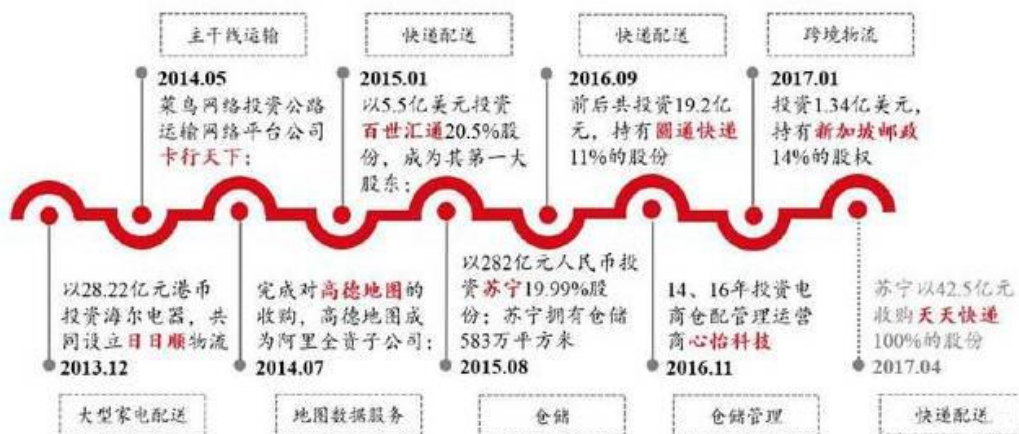 主干线运输
快递配送
快递配送
跨境物流
2014.05
菜鸟网络投资公路
运输网络平台公司
卡行天下；
2015.01
以5.5亿美元投资
百世汇通20.5%股
份，成为其第一大
股东；
2016.09
前后共投资19.2亿
元，持有圆通快递
11%的股份
2017.01
投资1.34亿美元，
持有新加坡邮政
14%的股权
以28.22亿元港币
投资海尔电器，共
同设立日日顺物流
2013.12
完成对高德地图的
收购，高德地图成
为阿里全资子公司；
2014.07
以282亿元人民币投
资苏宁19.99%股
份；苏宁拥有仓储
583万平方米
2015.08
14、16年投资电
商仓配管理运营
商心怡科技
2016.11
苏宁以42.5亿元
收购天天快递
100%的股份
2017.04
大型家电配送
地图数据服务
仓储
仓储管理
快递配送